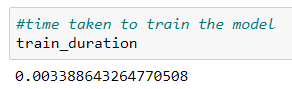 #time taken to train the model
train_duration
0.003388643264770508